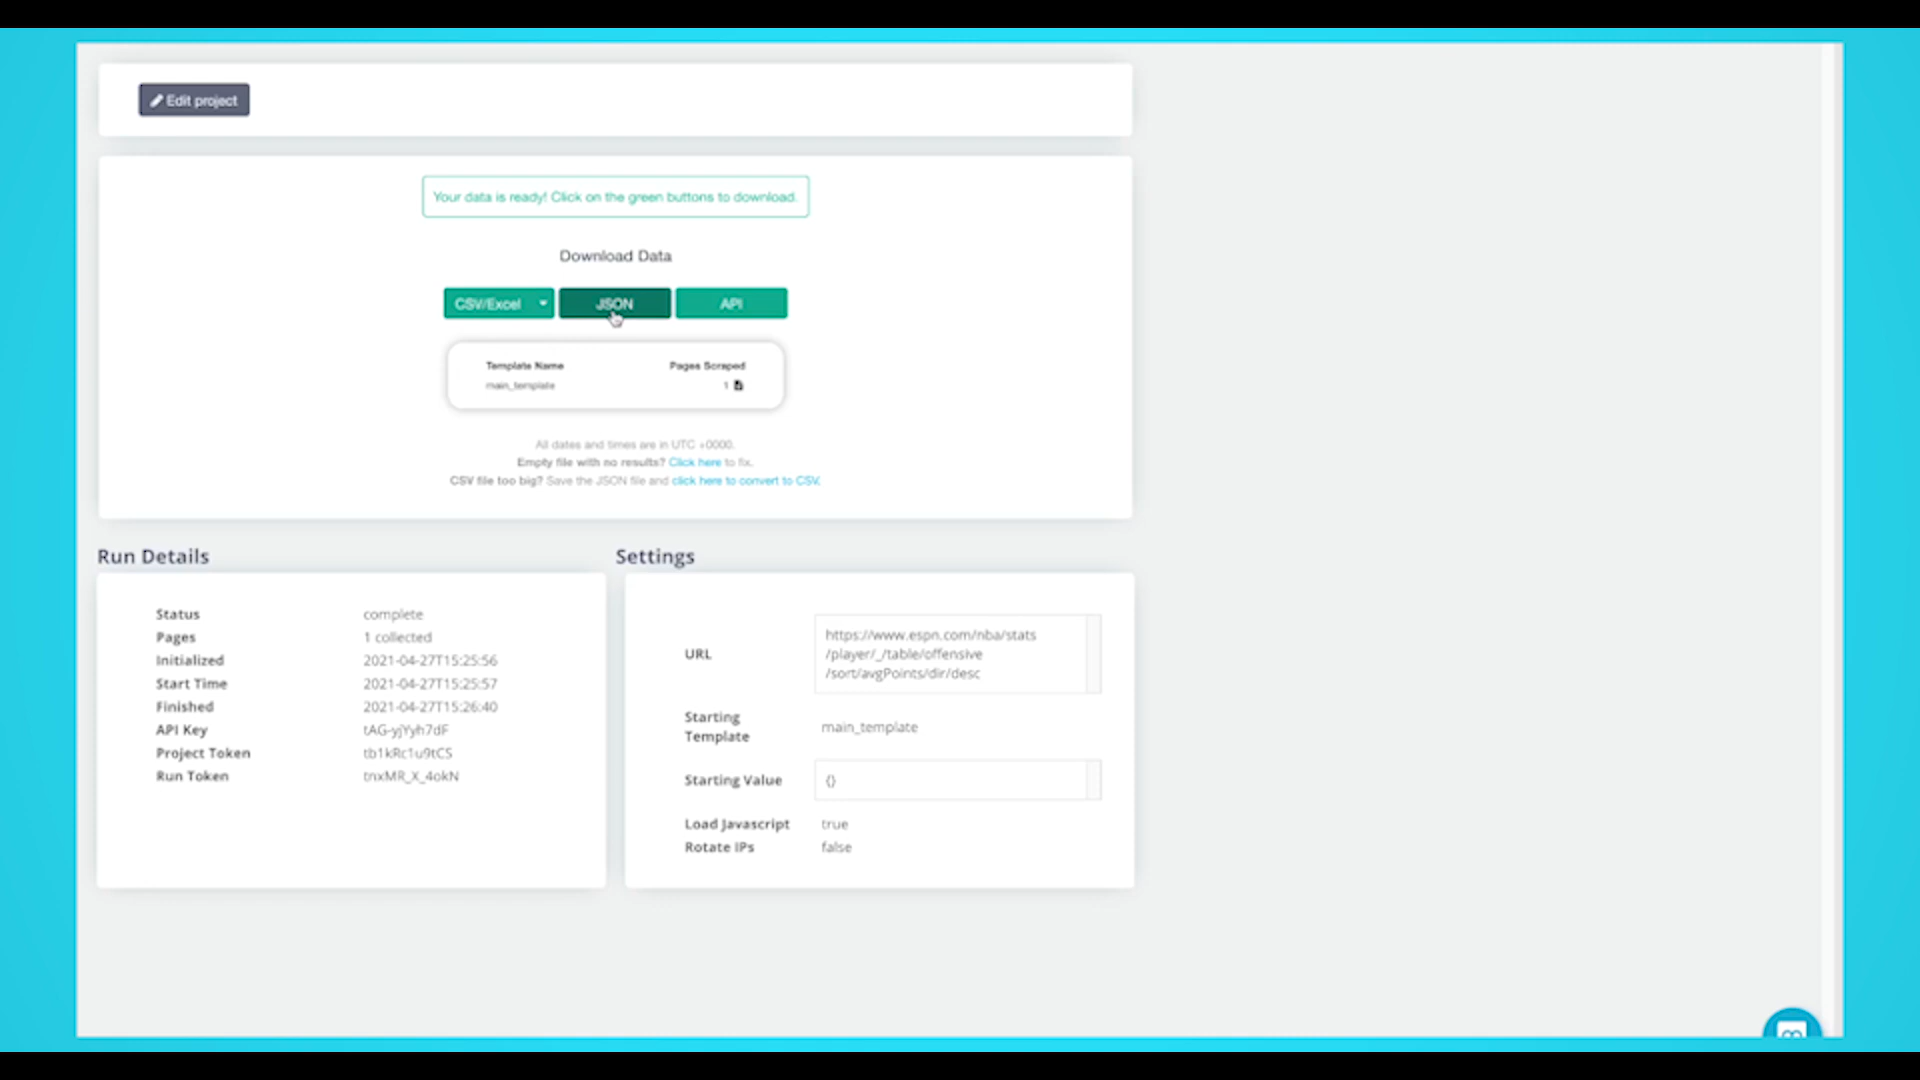 Edit project
Your data is ready! Click on the green buttons to download.
Download Data
CSV/Excel JSON API
Template Name Pages Scraped
main_template 1
All dates and times are in UTC +0000.
Empty file with no results? Click here to fix.
CSV file too big? Save the JSON file and click here to convert to CSV.
Run Details
Status complete
Pages 1 collected
Initialized 2021-04-27T15:25:56
Start Time 2021-04-27T15:25:57
Finished 2021-04-27T15:26:40
API Key tAG-yjYyh7dF
Project Token tb1kRc1u9tCS
Run Token tnxMR_X_4okN
Settings
URL https://www.espn.com/nba/stats
/player/_/table/offensive
/sort/avgPoints/dir/desc
Starting
Template main_template
Starting Value {}
Load Javascript true
Rotate IPs false